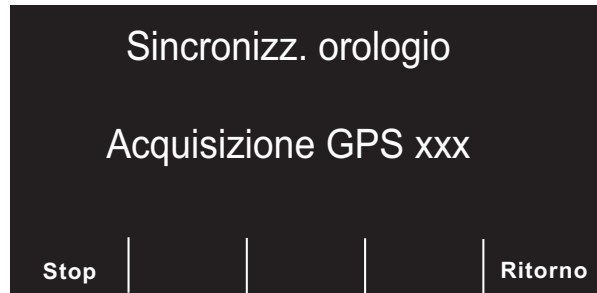 Sincronizz. orologio
Acquisizione GPS xxx
Stop Ritorno